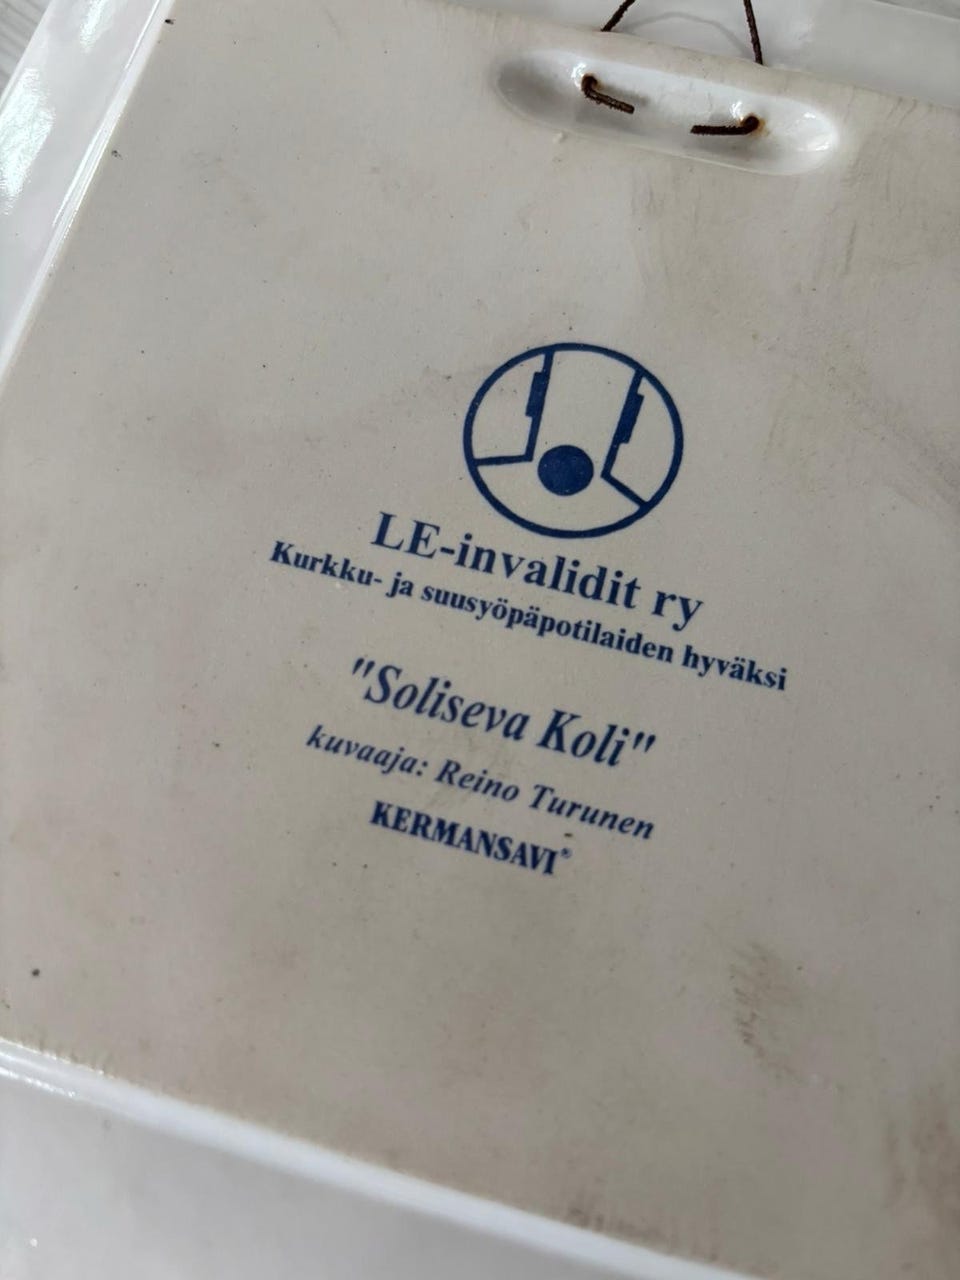 LE-invalidit ry
Kurkku- ja suusyöpäpotilaiden hyväksi
"Soliseva Koli"
kuvaaja: Reino Turunen
KERMANSAVI®